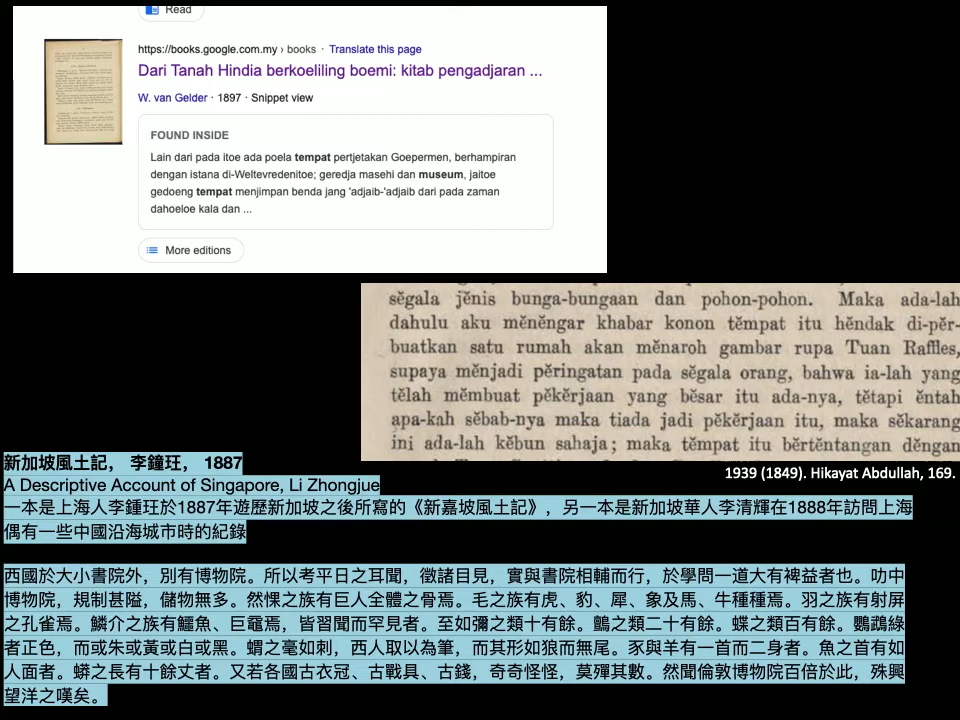 Read
https://books.google.com.my › books · Translate this page
Dari Tanah Hindia berkoeliling boemi: kitab pengadjaran ...
W. van Gelder · 1897 · Snippet view
FOUND INSIDE
Lain dari pada itoe ada poela tempat pertjetakan Goepermen, berhampiran
dengan istana di-Weltevredenitoe; geredja masehi dan museum, jaitoe
gedoeng tempat menjimpan benda jang 'adjaib-'adjaib dari pada zaman
dahoeloe kala dan ...
More editions
sĕgala jĕnis bunga-bungaan dan pohon-pohon. Maka ada-lah
dahulu aku mĕnĕngar khabar konon tĕmpat itu hĕndak di-pĕr-
buatkan satu rumah akan mĕnaroh gambar rupa Tuan Raffles,
supaya mĕnjadi pĕringatan pada sĕgala orang, bahwa ia-lah yang
tĕlah mĕmbuat pĕkĕrjaan yang bĕsar itu ada-nya, tĕtapi ĕntah
apa-kah sĕbab-nya maka tiada jadi pĕkĕrjaan itu, maka sĕkarang
ini ada-lah kĕbun sahaja; maka tĕmpat itu bĕrtĕntangan dĕngan
1939 (1849). Hikayat Abdullah, 169.
新加坡風土記， 李鐘玨， 1887
A Descriptive Account of Singapore, Li Zhongjue
一本是上海人李鍾玨於1887年遊歷新加坡之後所寫的《新嘉坡風土記》，另一本是新加坡華人李清輝在1888年訪問上海
偶有一些中國沿海城市時的紀錄
西國於大小書院外，別有博物院。所以考平日之耳聞，徵諸目見，實與書院相輔而行，於學問一道大有裨益者也。叻中
博物院，規制甚隘，儲物無多。然倮之族有巨人全體之骨焉。毛之族有虎、豹、犀、象及馬、牛種種焉。羽之族有射屏
之孔雀焉。鱗介之族有鱷魚、巨黿焉，皆習聞而罕見者。至如彌之類十有餘。鸇之類二十有餘。蝶之類百有餘。鸚鵡綠
者正色，而或朱或黃或白或黑。蝟之毫如刺，西人取以為筆，而其形如狼而無尾。豕與羊有一首而二身者。魚之首有如
人面者。蟒之長有十餘丈者。又若各國古衣冠、古戰具、古錢，奇奇怪怪，莫殫其數。然聞倫敦博物院百倍於此，殊興
望洋之嘆矣。